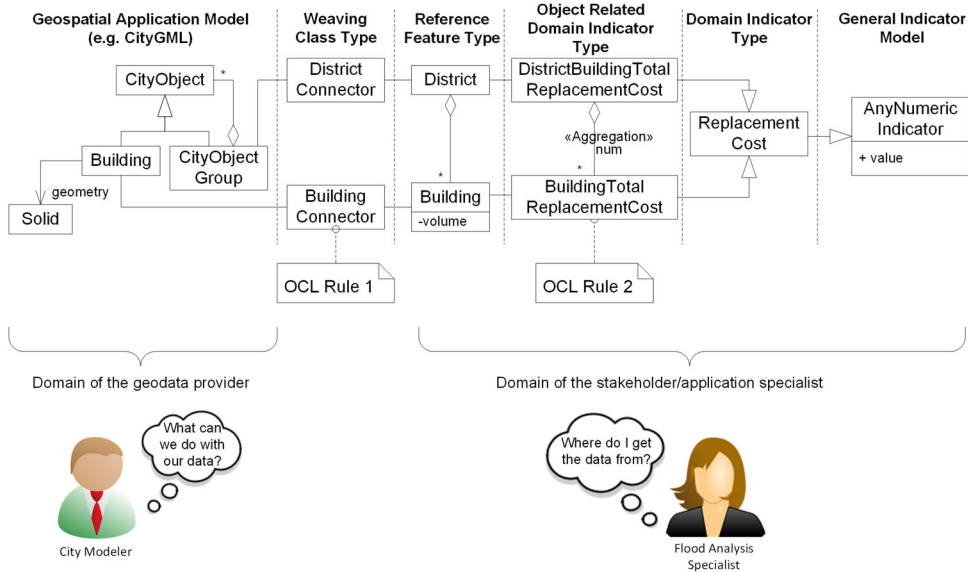 Geospatial Application Model
(e.g. CityGML)
Weaving
Class Type
Reference
Feature Type
Object Related
Domain Indicator
Type
Domain Indicator
Type
General Indicator
Model
CityObject
*
Building
CityObject
Group
geometry
Solid
District
Connector
Building
Connector
OCL Rule 1
District
*
Building
-volume
DistrictBuildingTotal
ReplacementCost
«Aggregation»
num
*
BuildingTotal
ReplacementCost
OCL Rule 2
Replacement
Cost
AnyNumeric
Indicator
+ value
Domain of the geodata provider
Domain of the stakeholder/application specialist
What can
we do with
our data?
City Modeler
Where do I get
the data from?
Flood Analysis
Specialist